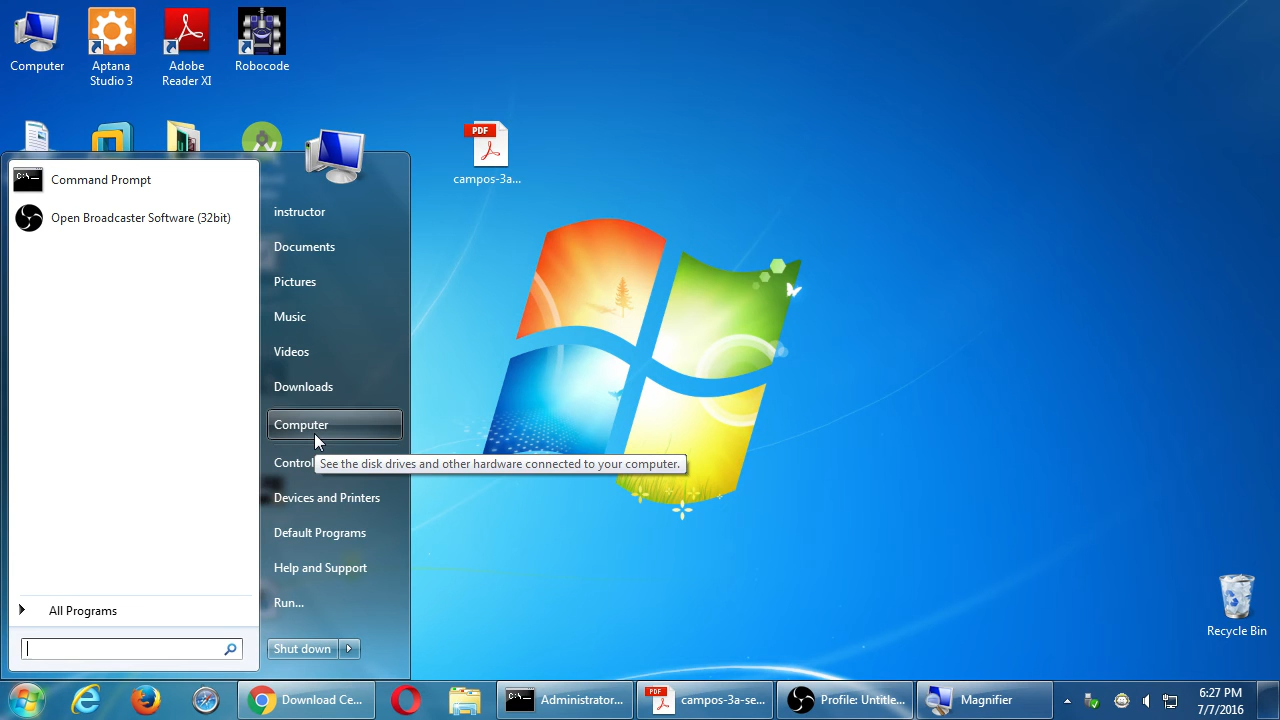 Computer
Aptana
Studio 3
Adobe
Reader XI
Robocode
PDF
campos-3a...
Command Prompt
Open Broadcaster Software (32bit)
All Programs
instructor
Documents
Pictures
Music
Videos
Downloads
Computer
Control
See the disk drives and other hardware connected to your computer.
Devices and Printers
Default Programs
Help and Support
Run...
Shut down
Recycle Bin
Download Ce...
C:\
Administrator...
PDF
campos-3a-se...
Profile: Untitle...
Magnifier
6:27 PM
7/7/2016